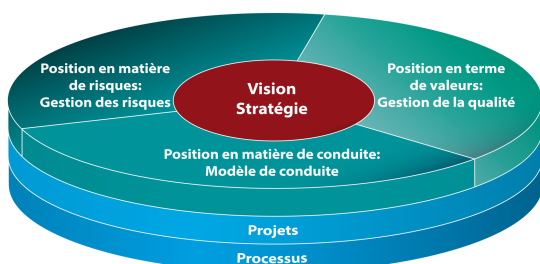 Position en matière
de risques:
Gestion des risques
Vision
Stratégie
Position en terme
de valeurs:
Gestion de la qualité
Position en matière de conduite:
Modèle de conduite
Projets
Processus